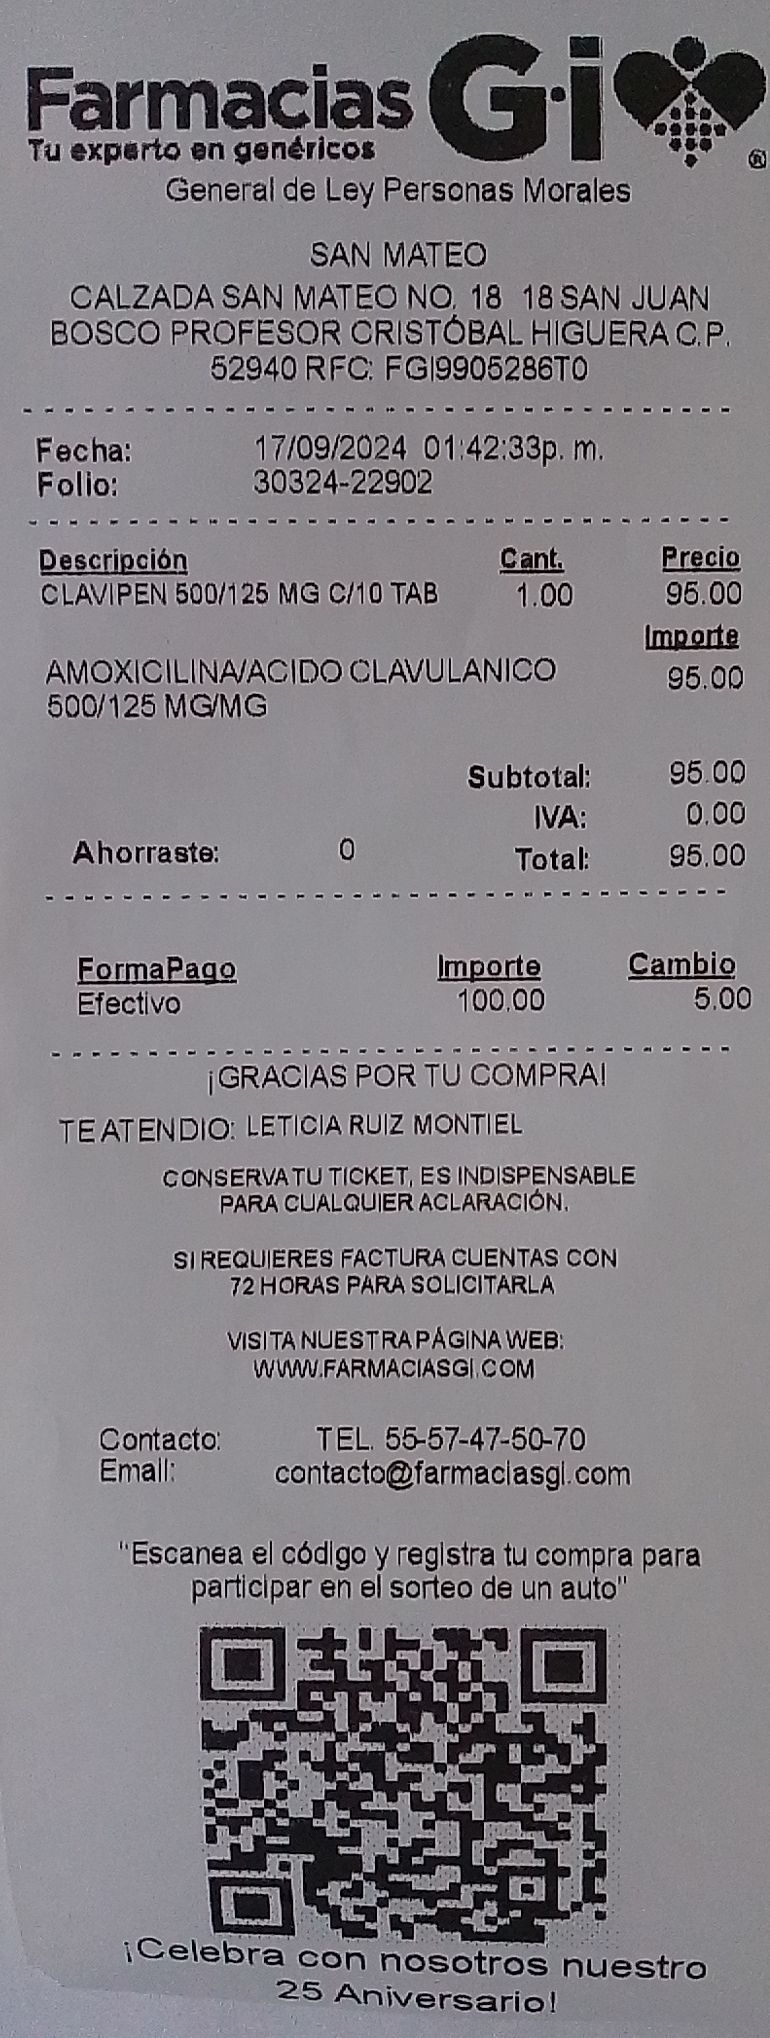 Farmacias G·i ®
Tu experto en genéricos
General de Ley Personas Morales
SAN MATEO
CALZADA SAN MATEO NO. 18 18 SAN JUAN
BOSCO PROFESOR CRISTÓBAL HIGUERA C.P.
52940 RFC: FGI9905286T0
Fecha: 17/09/2024 01:42:33p. m.
Folio: 30324-22902
Descripción Cant. Precio
CLAVIPEN 500/125 MG C/10 TAB 1.00 95.00
Importe
AMOXICILINA/ACIDO CLAVULANICO 95.00
500/125 MG/MG
Subtotal: 95.00
IVA: 0.00
Ahorraste: 0 Total: 95.00
FormaPago Importe Cambio
Efectivo 100.00 5.00
¡GRACIAS POR TU COMPRA!
TE ATENDIO: LETICIA RUIZ MONTIEL
CONSERVA TU TICKET, ES INDISPENSABLE
PARA CUALQUIER ACLARACIÓN.
SI REQUIERES FACTURA CUENTAS CON
72 HORAS PARA SOLICITARLA
VISITA NUESTRA PÁGINA WEB:
WWW.FARMACIASGI.COM
Contacto: TEL. 55-57-47-50-70
Email: contacto@farmaciasgi.com
"Escanea el código y registra tu compra para
participar en el sorteo de un auto"
¡Celebra con nosotros nuestro
25 Aniversario!